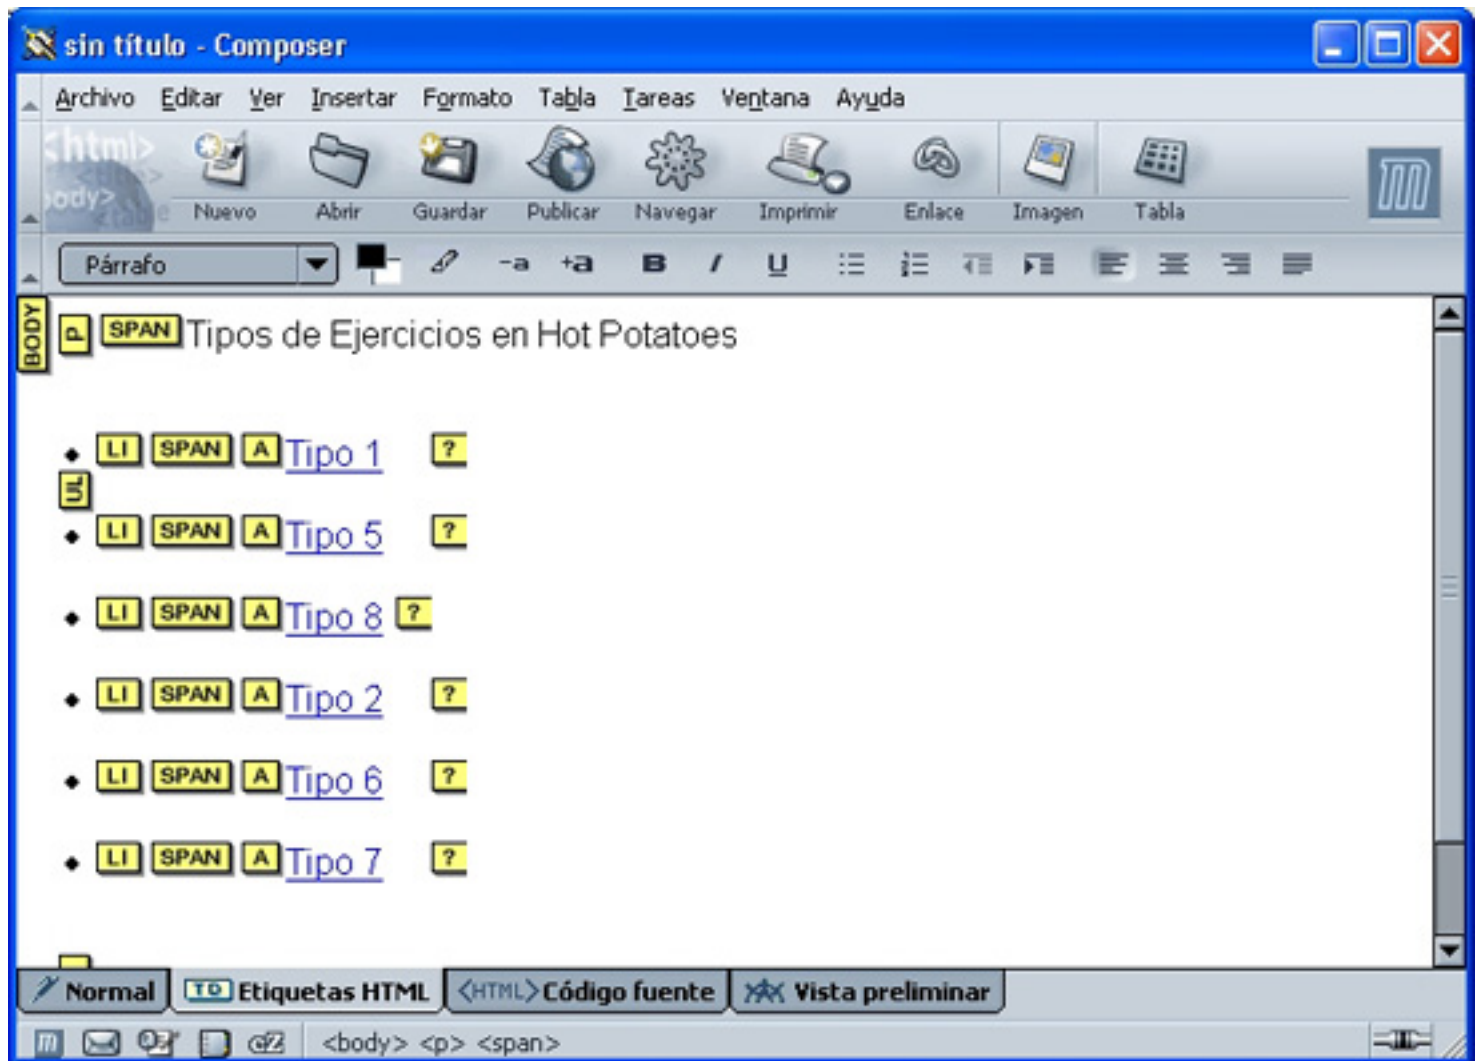 sin título - Composer
Archivo Editar Ver Insertar Formato Tabla Tareas Ventana Ayuda
<html>
body>
Nuevo Abrir Guardar Publicar Navegar Imprimir Enlace Imagen Tabla
Párrafo -a +a B I U
BODY P SPAN Tipos de Ejercicios en Hot Potatoes
LI SPAN A Tipo 1 ?
UL
LI SPAN A Tipo 5 ?
LI SPAN A Tipo 8 ?
LI SPAN A Tipo 2 ?
LI SPAN A Tipo 6 ?
LI SPAN A Tipo 7 ?
Normal TD Etiquetas HTML <HTML> Código fuente Vista preliminar
<body> <p> <span>